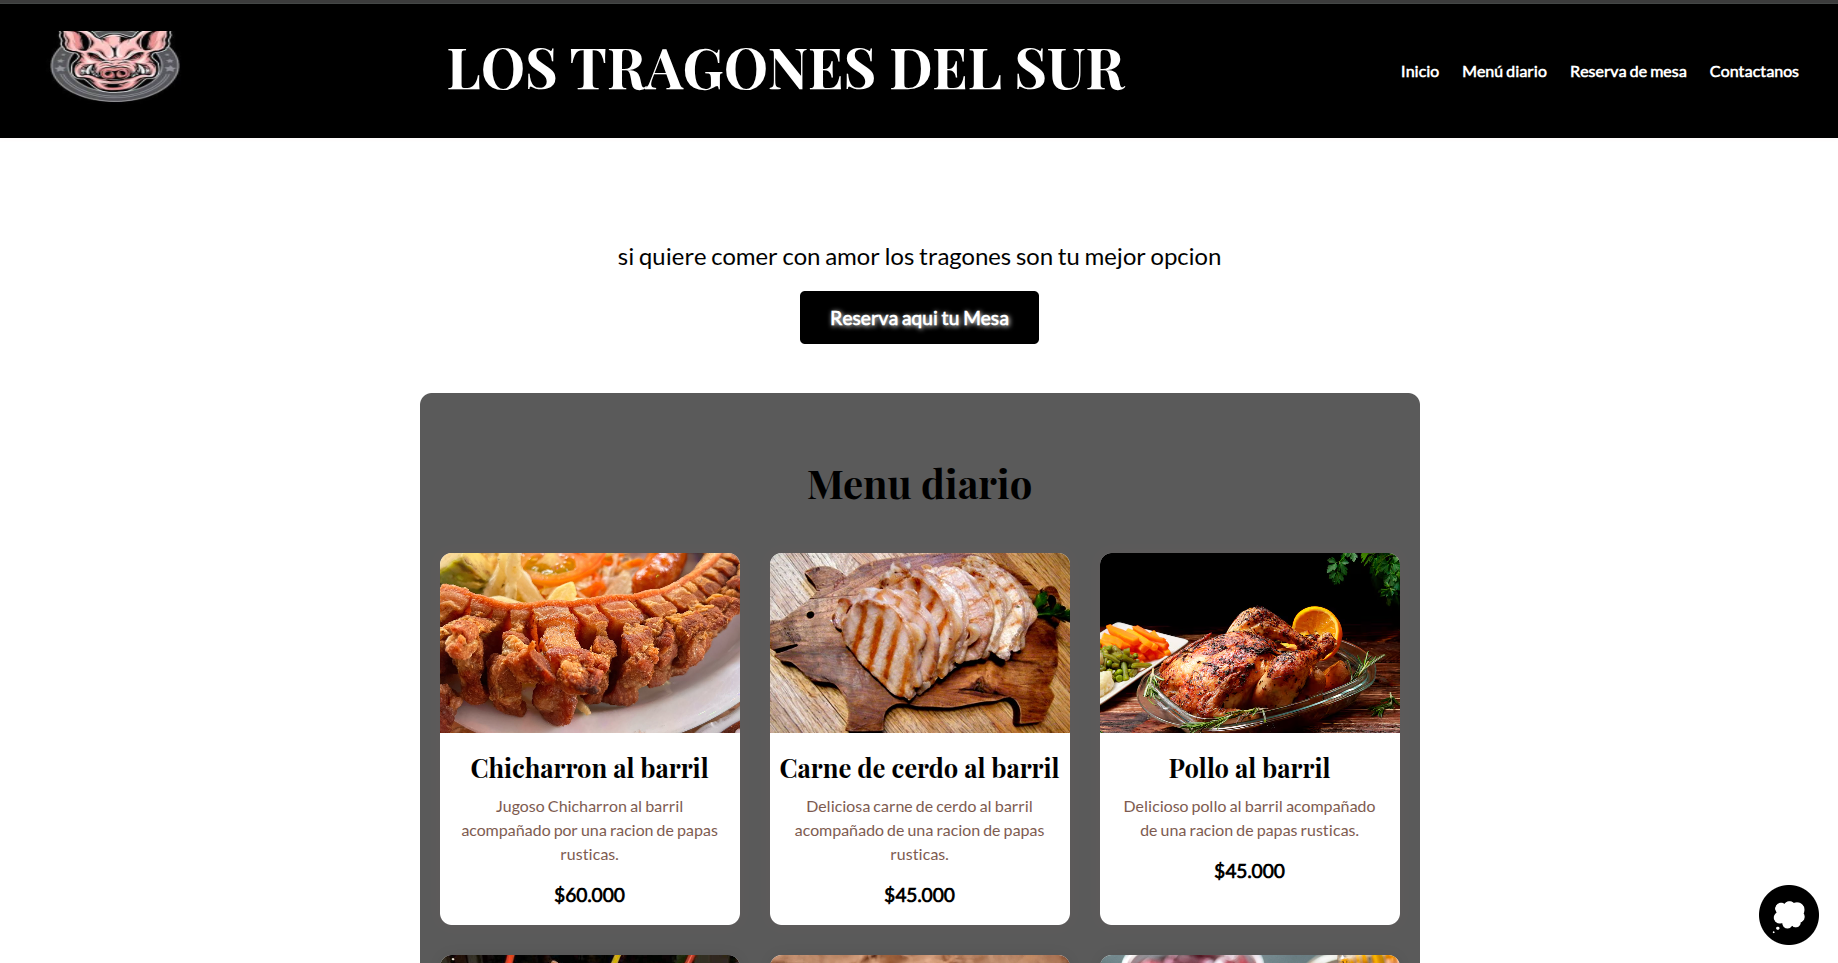 LOS TRAGONES DEL SUR
Inicio Menú diario Reserva de mesa Contactanos
si quiere comer con amor los tragones son tu mejor opcion
Reserva aqui tu Mesa
Menu diario
Chicharron al barril
Jugoso Chicharron al barril
acompañado por una racion de papas
rusticas.
$60.000
Carne de cerdo al barril
Deliciosa carne de cerdo al barril
acompañado de una racion de papas
rusticas.
$45.000
Pollo al barril
Delicioso pollo al barril acompañado
de una racion de papas rusticas.
$45.000